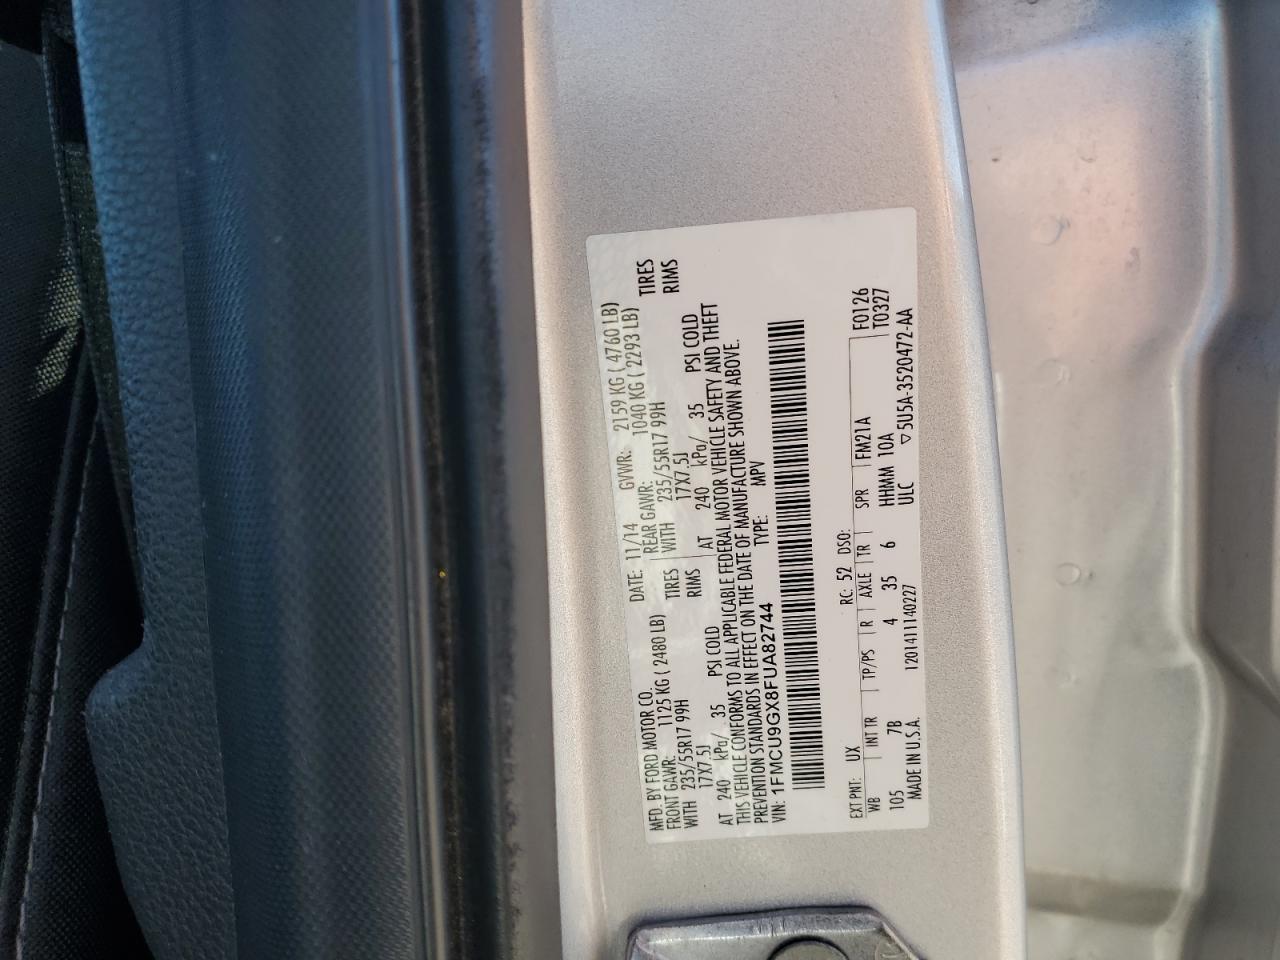 MFD. BY FORD MOTOR CO.
DATE: 11/14 GVWR: 2159 KG ( 4760 LB)
FRONT GAWR: 1125 KG ( 2480 LB) REAR GAWR: 1040 KG ( 2293 LB)
WITH 235/55R17 99H TIRES WITH 235/55R17 99H TIRES
17X7.5J RIMS 17X7.5J RIMS
AT 240 kPa/ 35 PSI COLD AT 240 kPa/ 35 PSI COLD
THIS VEHICLE CONFORMS TO ALL APPLICABLE FEDERAL MOTOR VEHICLE SAFETY AND THEFT
PREVENTION STANDARDS IN EFFECT ON THE DATE OF MANUFACTURE SHOWN ABOVE.
VIN: 1FMCU9GX8FUA82744 TYPE: MPV
EXT PNT: UX RC: 52 DSO: F0126
WB INT TR TP/PS R AXLE TR SPR FM21A T0327
105 7B 4 35 6 HHMM 10A
MADE IN U.S.A. 120141114​0227 ULC ▽5U5A-3520472-AA